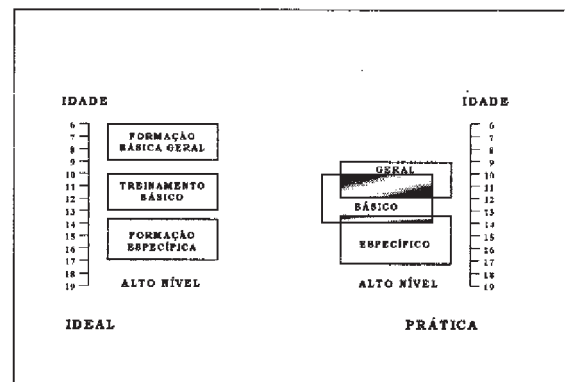 IDADE
6
7
8
9
10
11
12
13
14
15
16
17
18
19
FORMAÇÃO
BÁSICA GERAL
TREINAMENTO
BÁSICO
FORMAÇÃO
ESPECÍFICA
ALTO NÍVEL
IDEAL
IDADE
6
7
8
9
10
11
12
13
14
15
16
17
18
19
GERAL
BÁSICO
ESPECÍFICO
ALTO NÍVEL
PRÁTICA